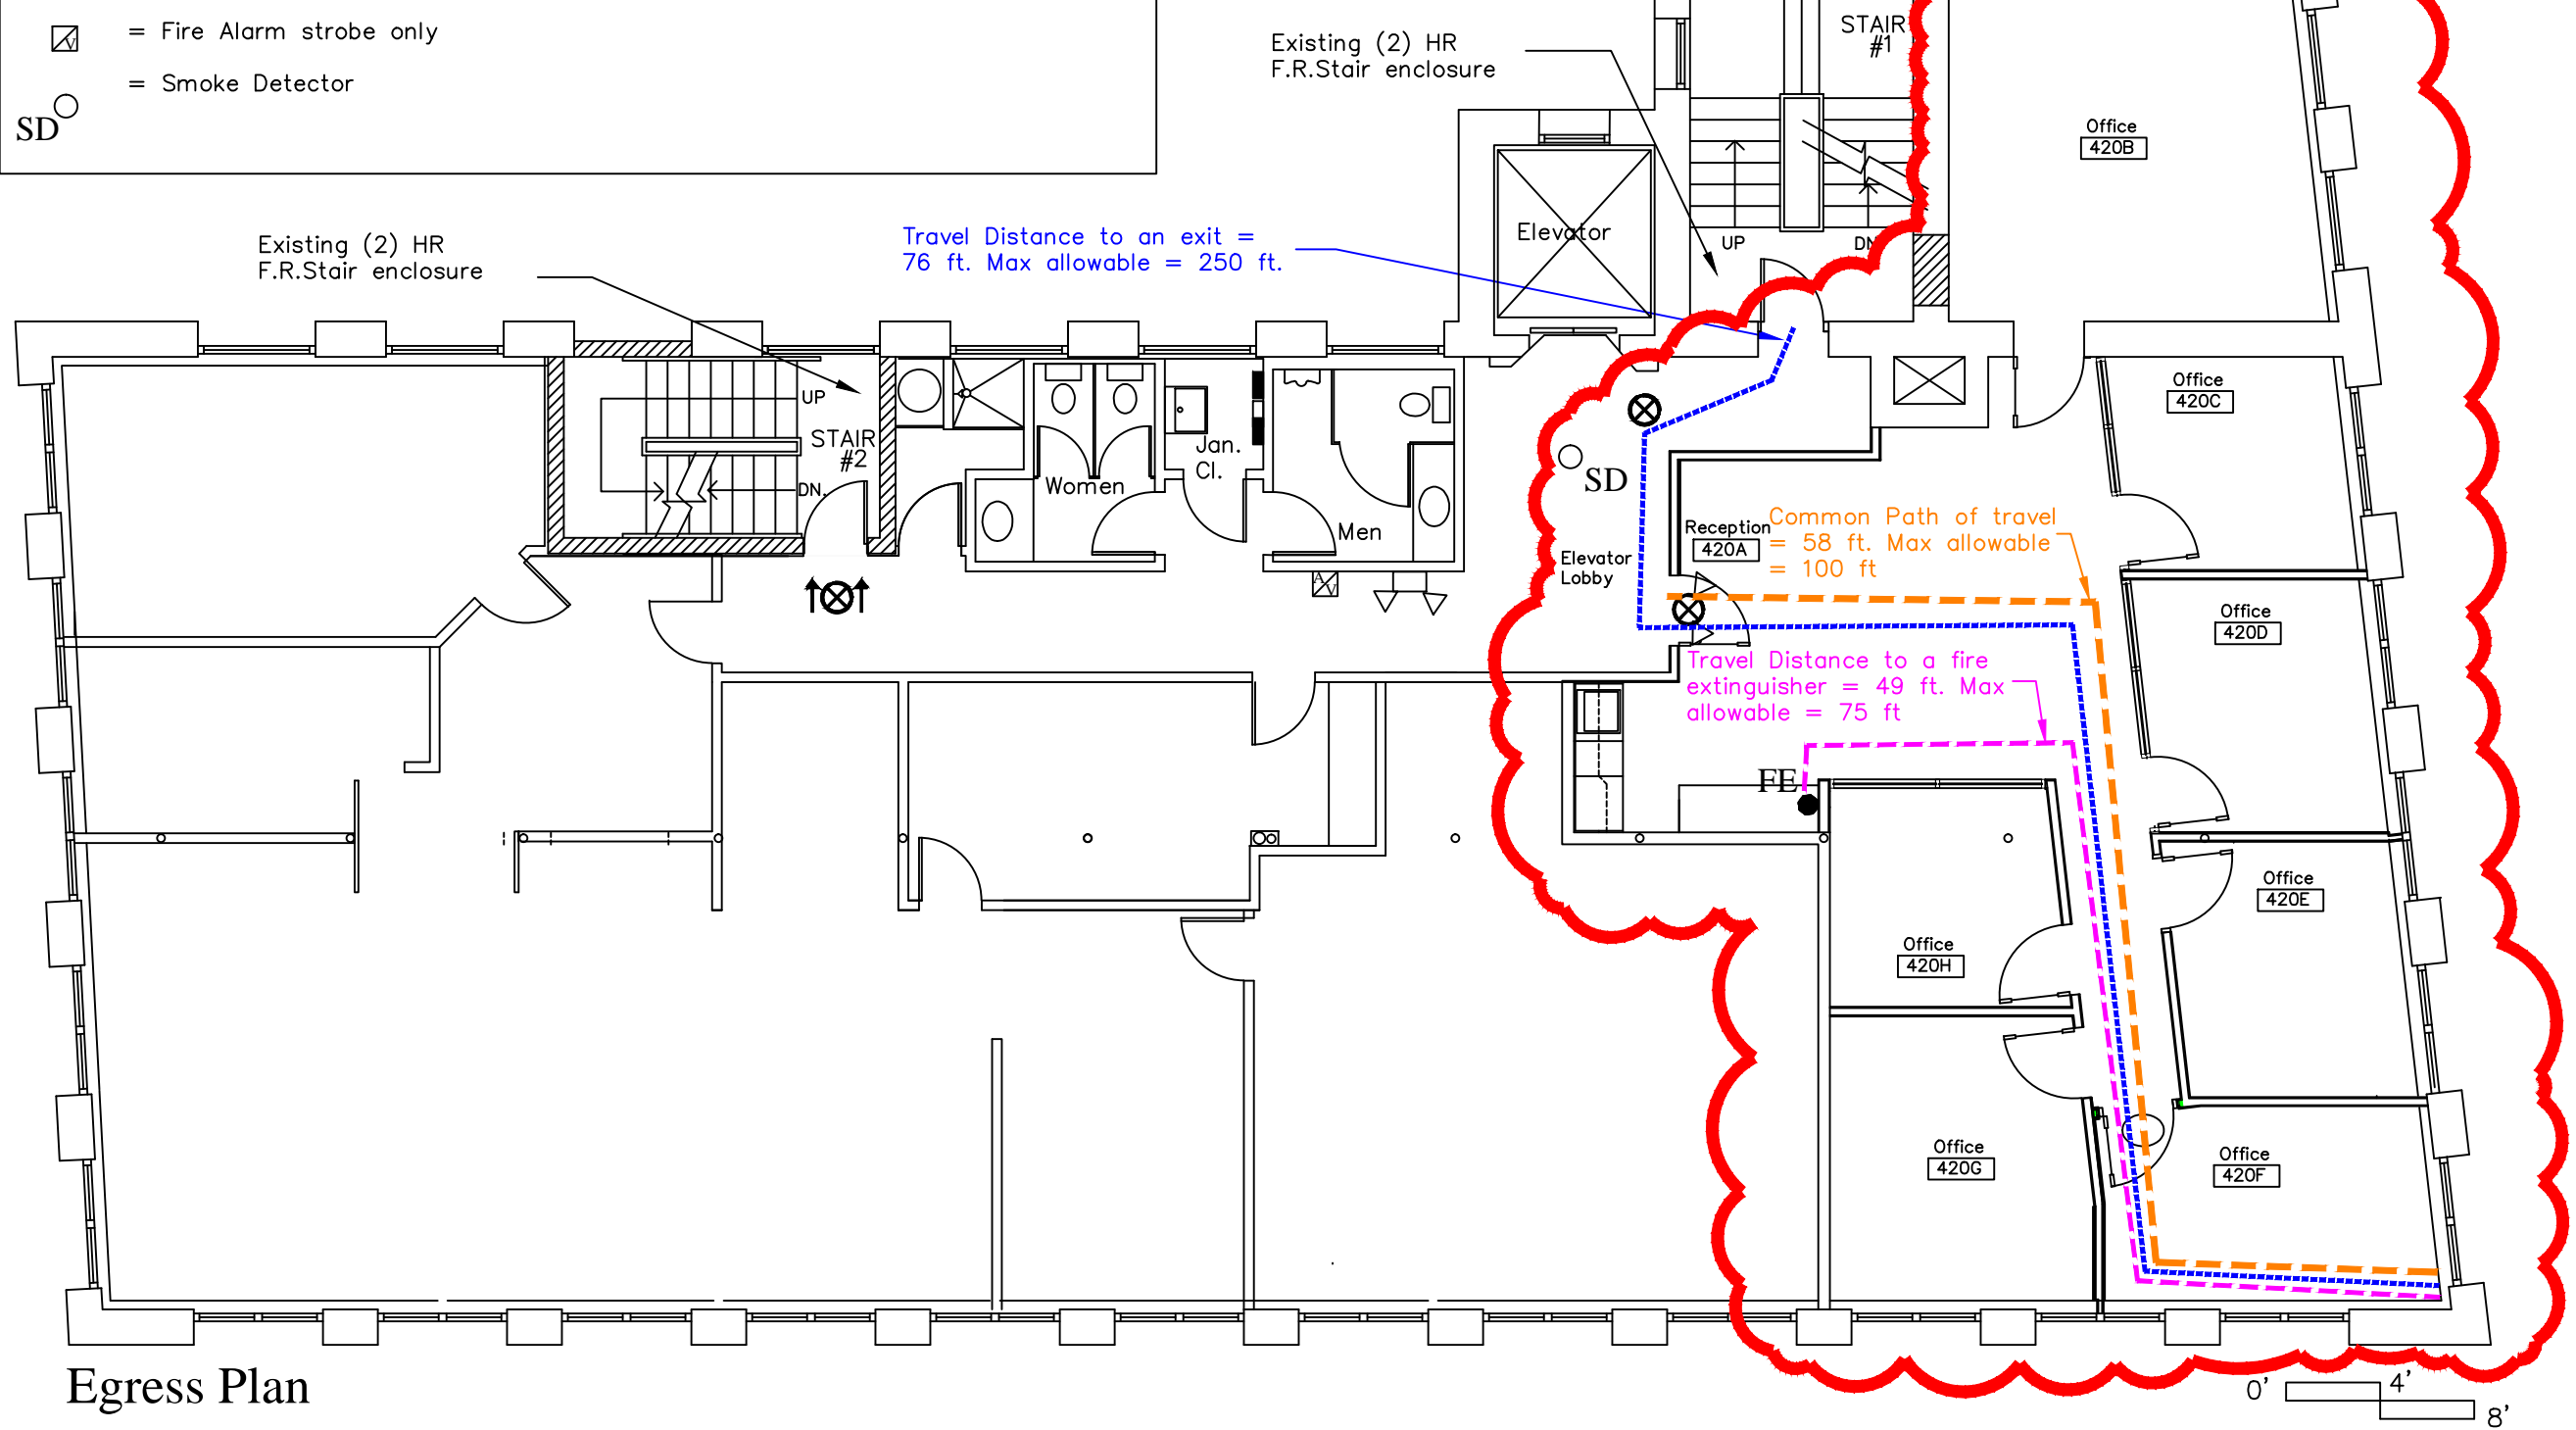 V
= Fire Alarm strobe only
= Smoke Detector
SD
Existing (2) HR
F.R.Stair enclosure
STAIR
#1
Office
420B
Existing (2) HR
F.R.Stair enclosure
Travel Distance to an exit =
76 ft. Max allowable = 250 ft.
Elevator
UP
DN
UP
STAIR
#2
DN.
Women
Jan.
Cl.
Men
A
V
SD
Elevator
Lobby
Reception
420A
Common Path of travel
= 58 ft. Max allowable
= 100 ft
Office
420C
Office
420D
Travel Distance to a fire
extinguisher = 49 ft. Max
allowable = 75 ft
FE
Office
420E
Office
420H
Office
420G
Office
420F
Egress Plan
0'
4'
8'